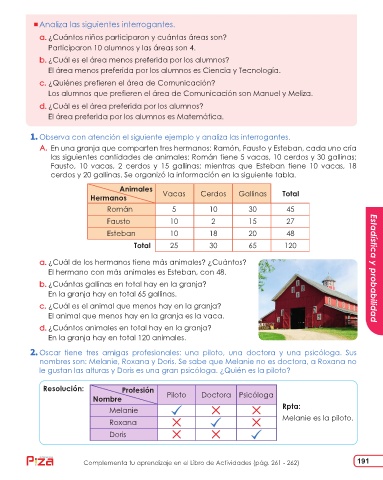 Analiza las siguientes interrogantes.
a. ¿Cuántos niños participaron y cuántas áreas son?
Participaron 10 alumnos y las áreas son 4.
b. ¿Cuál es el área menos preferida por los alumnos?
El área menos preferida por los alumnos es Ciencia y Tecnología.
c. ¿Quiénes prefieren el área de Comunicación?
Los alumnos que prefieren el área de Comunicación son Manuel y Meliza.
d. ¿Cuál es el área preferida por los alumnos?
El área preferida por los alumnos es Matemática.
1. Observa con atención el siguiente ejemplo y analiza las interrogantes.
A. En una granja que comparten tres hermanos: Ramón, Fausto y Esteban, cada uno cría
las siguientes cantidades de animales: Román tiene 5 vacas, 10 cerdos y 30 gallinas;
Fausto, 10 vacas, 2 cerdos y 15 gallinas; mientras que Esteban tiene 10 vacas, 18
cerdos y 20 gallinas. Se organizó la información en la siguiente tabla.
Animales
Hermanos Vacas Cerdos Gallinas Total
Román 5 10 30 45
Fausto 10 2 15 27
Esteban 10 18 20 48
Total 25 30 65 120
a. ¿Cuál de los hermanos tiene más animales? ¿Cuántos?
El hermano con más animales es Esteban, con 48.
b. ¿Cuántas gallinas en total hay en la granja?
En la granja hay en total 65 gallinas.
c. ¿Cuál es el animal que menos hay en la granja?
El animal que menos hay en la granja es la vaca.
d. ¿Cuántos animales en total hay en la granja?
En la granja hay en total 120 animales.
Estadística y probabilidad
2. Oscar tiene tres amigas profesionales: una piloto, una doctora y una psicóloga. Sus
nombres son: Melanie, Roxana y Doris. Se sabe que Melanie no es doctora, a Roxana no
le gustan las alturas y Doris es una gran psicóloga. ¿Quién es la piloto?
Resolución:
Profesión
Nombre Piloto Doctora Psicóloga
Melanie
Roxana
Doris
Rpta:
Melanie es la piloto.
Piza
Complementa tu aprendizaje en el Libro de Actividades (pág. 261 - 262)
191